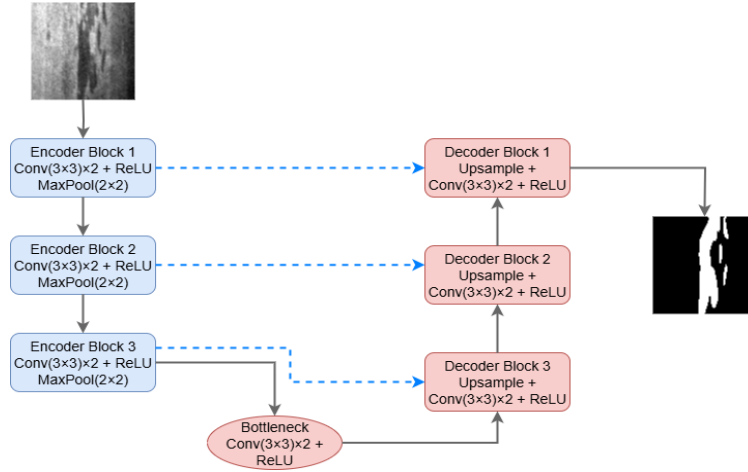 Encoder Block 1
Conv(3×3)×2 + ReLU
MaxPool(2×2)
Encoder Block 2
Conv(3×3)×2 + ReLU
MaxPool(2×2)
Encoder Block 3
Conv(3×3)×2 + ReLU
MaxPool(2×2)
Bottleneck
Conv(3×3)×2 +
ReLU
Decoder Block 3
Upsample +
Conv(3×3)×2 + ReLU
Decoder Block 2
Upsample +
Conv(3×3)×2 + ReLU
Decoder Block 1
Upsample +
Conv(3×3)×2 + ReLU